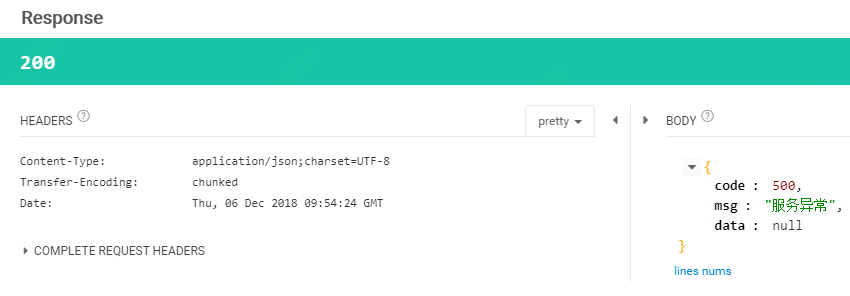 Response
200
HEADERS ?
pretty
BODY ?
Content-Type: application/json;charset=UTF-8
Transfer-Encoding: chunked
Date: Thu, 06 Dec 2018 09:54:24 GMT
COMPLETE REQUEST HEADERS
{
code : 500,
msg : "服务异常",
data : null
}
lines nums